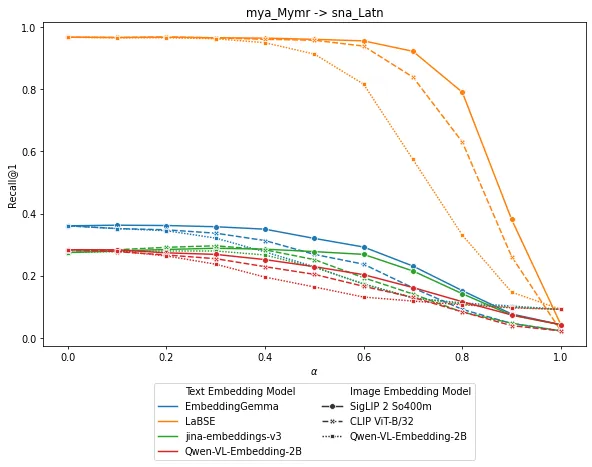 mya_Mymr -> sna_Latn
1.0
0.8
0.6
0.4
0.2
0.0
Recall@1
0.0 0.2 0.4 0.6 0.8 1.0
α
Text Embedding Model Image Embedding Model
EmbeddingGemma SigLIP 2 So400m
LaBSE CLIP ViT-B/32
jina-embeddings-v3 Qwen-VL-Embedding-2B
Qwen-VL-Embedding-2B